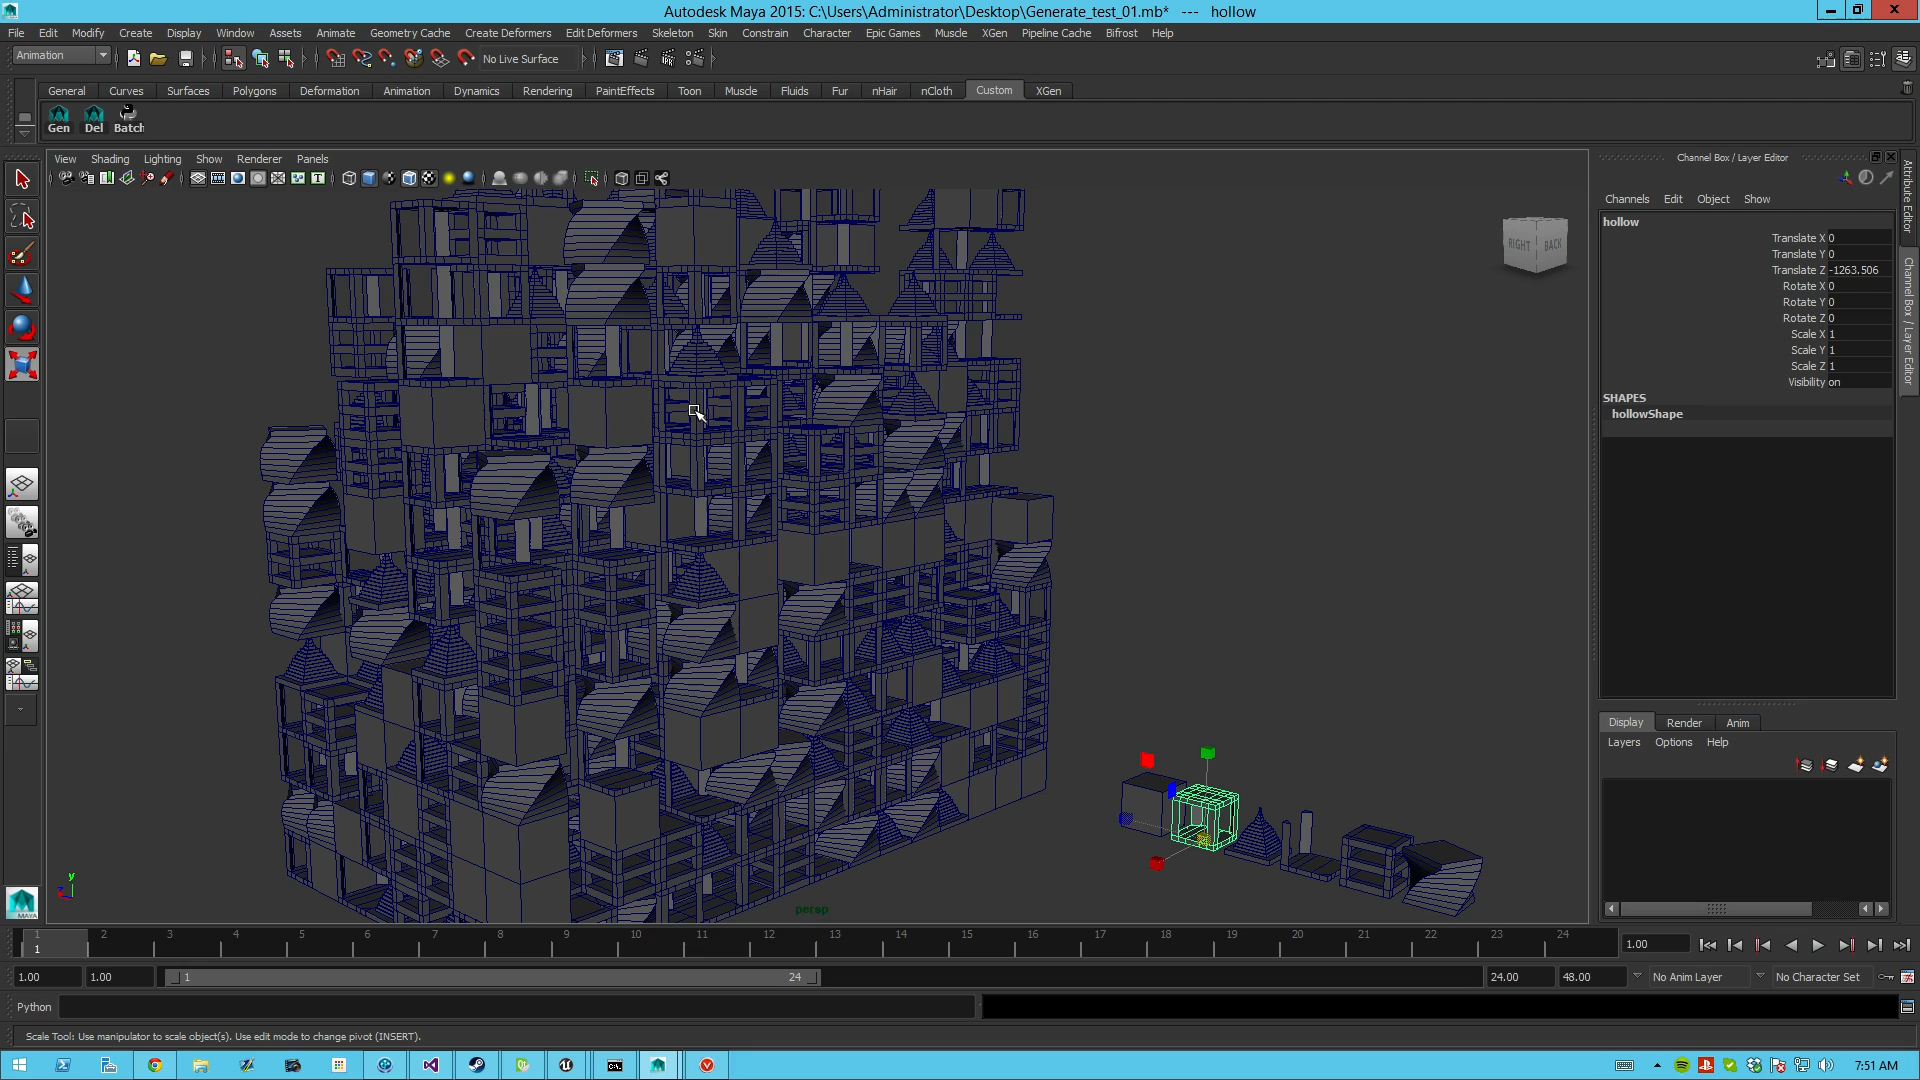 Autodesk Maya 2015: C:\Users\Administrator\Desktop\Generate_test_01.mb* --- hollow
File Edit Modify Create Display Window Assets Animate Geometry Cache Create Deformers Edit Deformers Skeleton Skin Constrain Character Epic Games Muscle XGen Pipeline Cache Bifrost Help
Animation No Live Surface
General Curves Surfaces Polygons Deformation Animation Dynamics Rendering PaintEffects Toon Muscle Fluids Fur nHair nCloth Custom XGen
Gen Del Batch
View Shading Lighting Show Renderer Panels
Channel Box / Layer Editor
Channels Edit Object Show
hollow
Translate X 0
Translate Y 0
Translate Z -1263.506
Rotate X 0
Rotate Y 0
Rotate Z 0
Scale X 1
Scale Y 1
Scale Z 1
Visibility on
SHAPES
hollowShape
Attribute Editor
Channel Box / Layer Editor
RIGHT BACK
Display Render Anim
Layers Options Help
y
persp
MAYA
1 2 3 4 5 6 7 8 9 10 11 12 13 14 15 16 17 18 19 20 21 22 23 24
1 1.00
1.00 1.00 1 24 24.00 48.00 No Anim Layer No Character Set
Python
Scale Tool: Use manipulator to scale object(s). Use edit mode to change pivot (INSERT).
7:51 AM